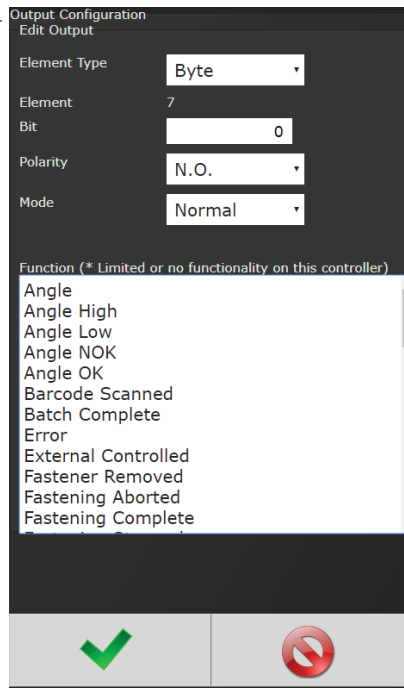 Output Configuration
Edit Output
Element Type Byte
Element 7
Bit 0
Polarity N.O.
Mode Normal
Function (* Limited or no functionality on this controller)
Angle
Angle High
Angle Low
Angle NOK
Angle OK
Barcode Scanned
Batch Complete
Error
External Controlled
Fastener Removed
Fastening Aborted
Fastening Complete